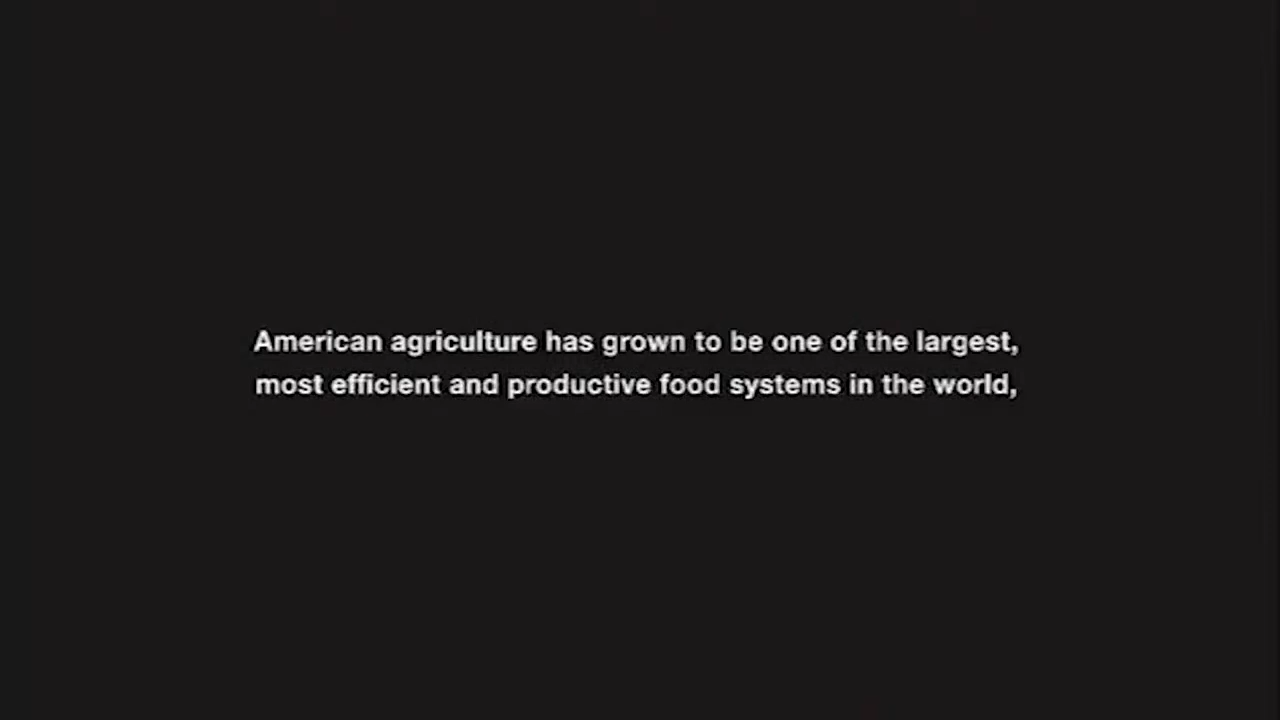 American agriculture has grown to be one of the largest,
most efficient and productive food systems in the world,